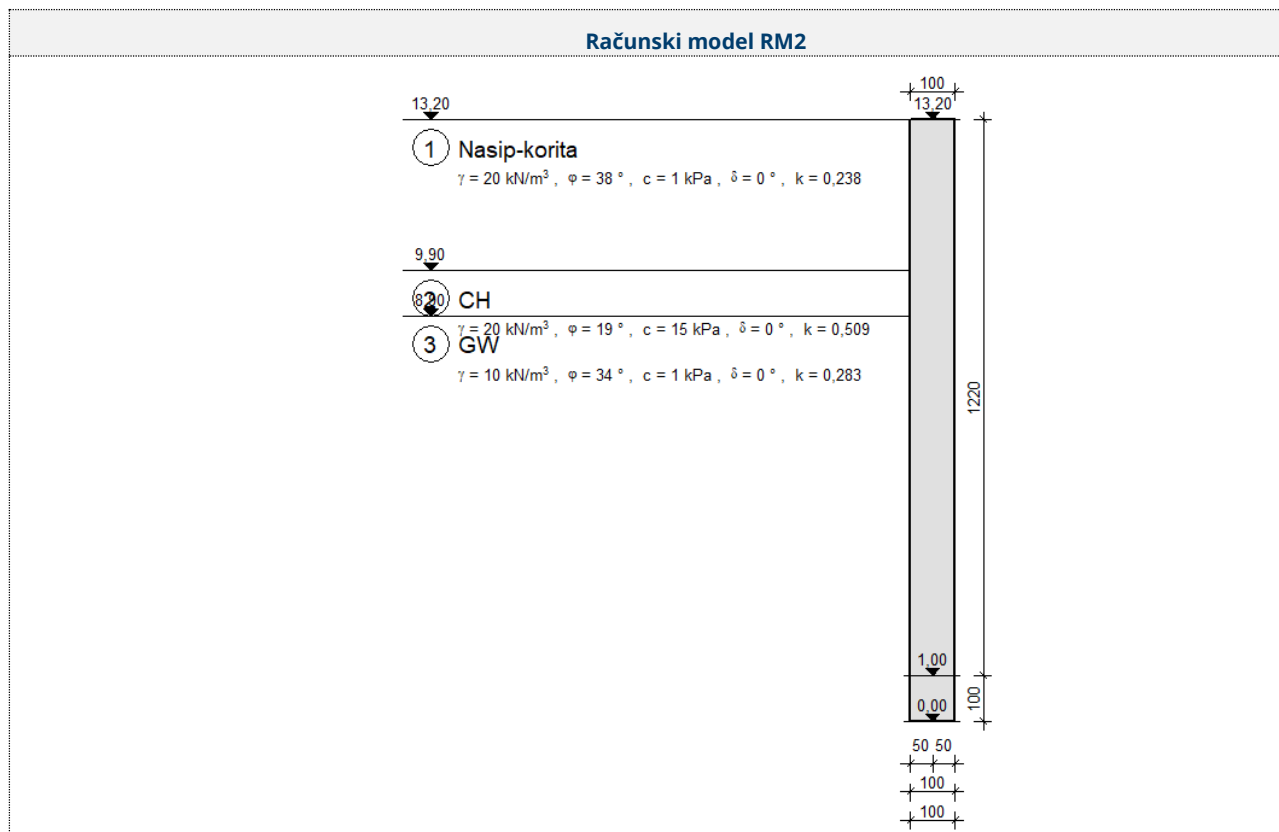 Računski model RM2
100
13,20
13,20
1 Nasip-korita
γ = 20 kN/m³ , φ = 38 ° , c = 1 kPa , δ = 0 ° , k = 0,238
9,90
2 CH
8,90
γ = 20 kN/m³ , φ = 19 ° , c = 15 kPa , δ = 0 ° , k = 0,509
3 GW
γ = 10 kN/m³ , φ = 34 ° , c = 1 kPa , δ = 0 ° , k = 0,283
1220
1,00
100
0,00
50 50
100
100